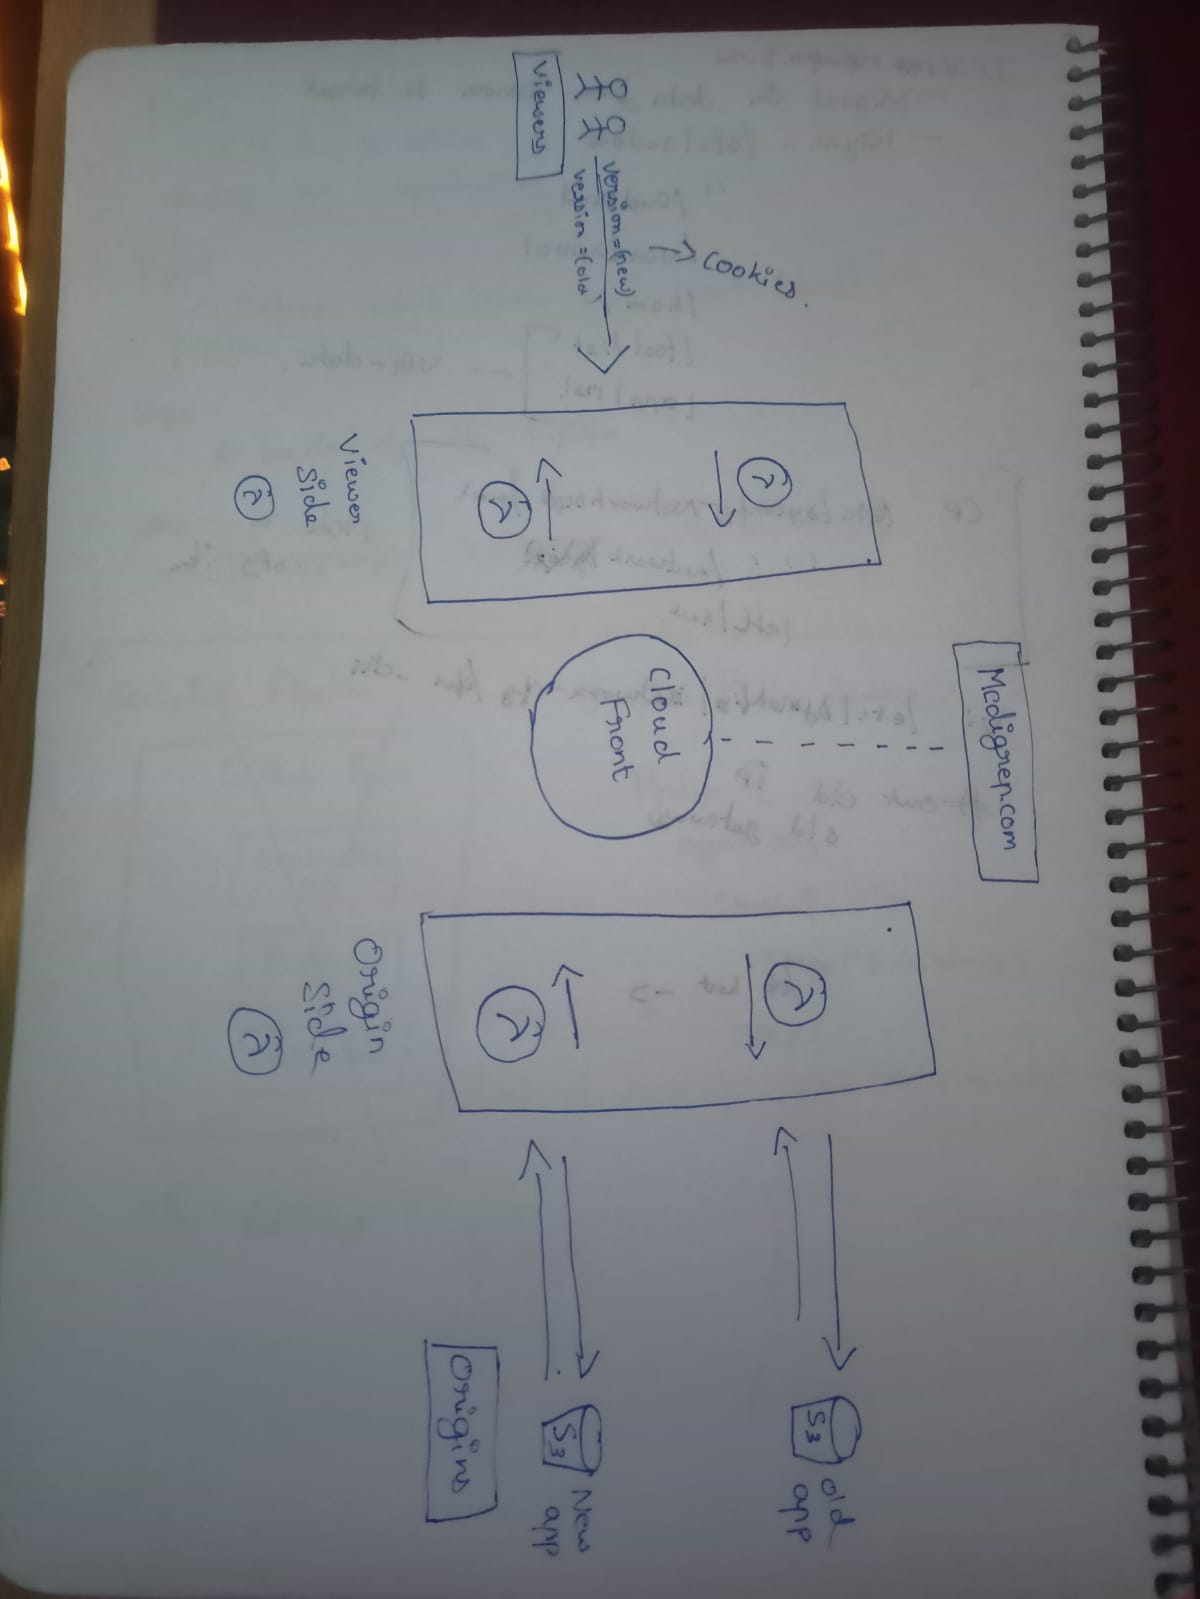 Medigrep.com
Cookies.
version=(new)
version=(old)
Viewers
λ
λ
Viewer
Side
λ
Cloud
Front
λ
λ
Origin
Side
λ
S3
old
app
S3
New
app
Origins